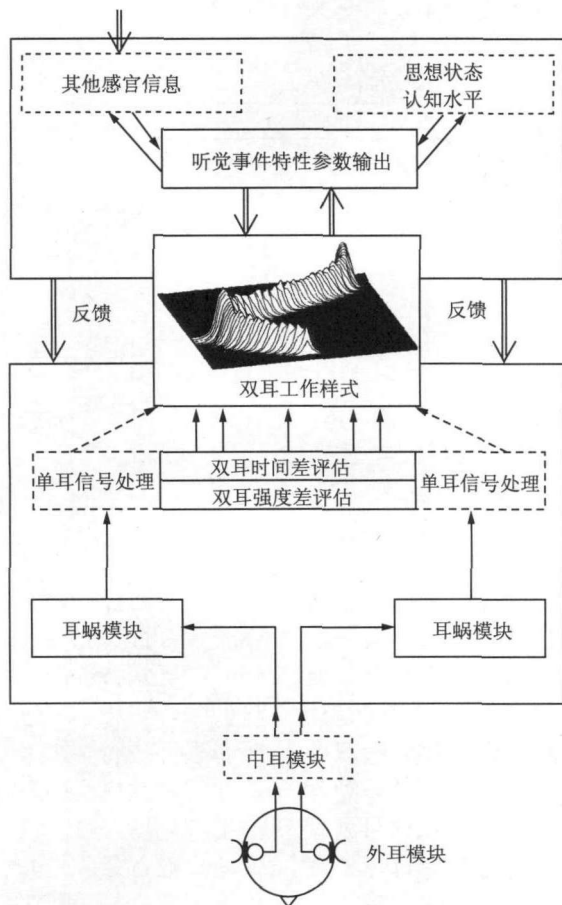 其他感官信息
思想状态
认知水平
听觉事件特性参数输出
反馈
反馈
双耳工作样式
单耳信号处理
双耳时间差评估
双耳强度差评估
单耳信号处理
耳蜗模块
耳蜗模块
中耳模块
外耳模块